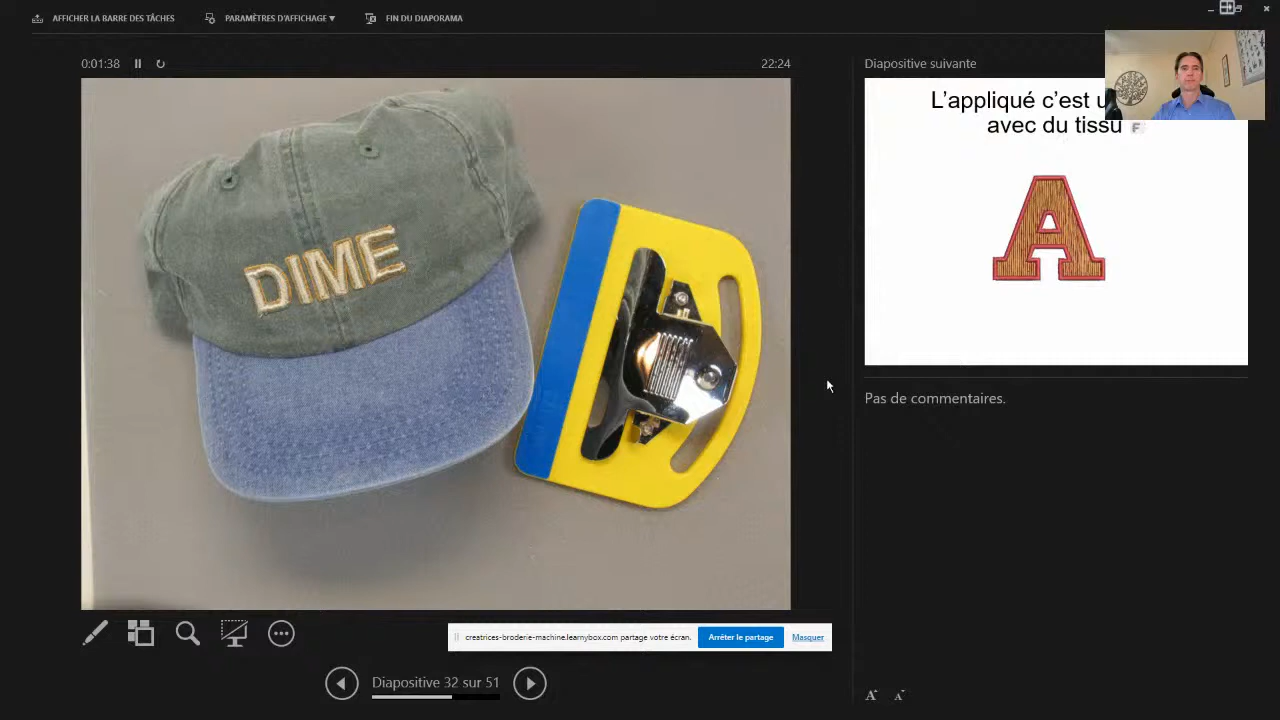 AFFICHER LA BARRE DES TÂCHES
PARAMÈTRES D'AFFICHAGE ▾
FIN DU DIAPORAMA
0:01:38
22:24
DIME
Diapositive suivante
L'appliqué c'est
avec du tissu
F
A
Pas de commentaires.
creatrices-broderie-machine.learnybox.com partage votre écran.
Arrêter le partage
Masquer
Diapositive 32 sur 51
A
A